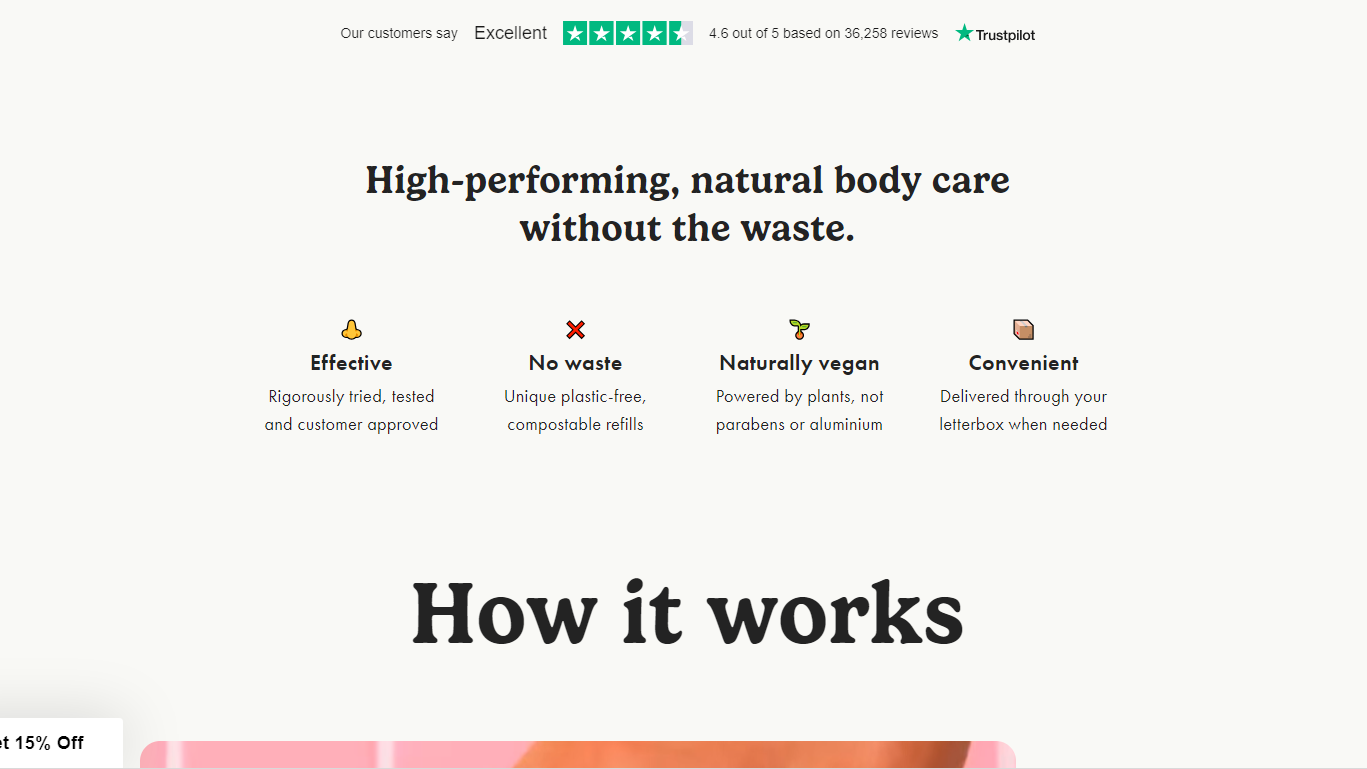 Our customers say Excellent 4.6 out of 5 based on 36,258 reviews Trustpilot
High-performing, natural body care
without the waste.
Effective
Rigorously tried, tested
and customer approved
No waste
Unique plastic-free,
compostable refills
Naturally vegan
Powered by plants, not
parabens or aluminium
Convenient
Delivered through your
letterbox when needed
How it works
15% Off